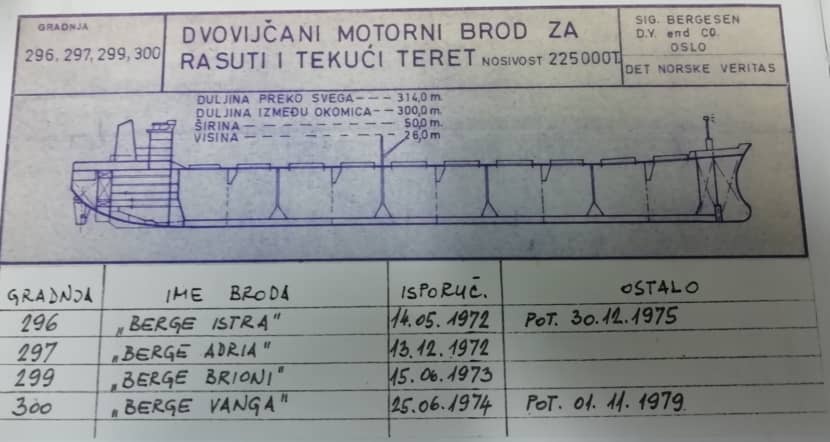 GRADNJA
296, 297, 299, 300
DVOVIJČANI MOTORNI BROD ZA
RASUTI I TEKUĆI TERET NOSIVOST 225000T
SIG. BERGESEN
D.Y. end CO.
OSLO
DET NORSKE VERITAS
DULJINA PREKO SVEGA --- 314,0 m.
DULJINA IZMEĐU OKOMICA -- 300,0 m.
ŠIRINA ---------- 50,0 m.
VISINA ---------- 26,0 m
GRADNJA IME BRODA ISPORUČ. OSTALO
296 „BERGE ISTRA" 14.05.1972 POT. 30.12.1975
297 „BERGE ADRIA" 13.12.1972
299 „BERGE BRIONI" 15.06.1973
300 „BERGE VANGA" 25.06.1974 POT. 01.11.1979.